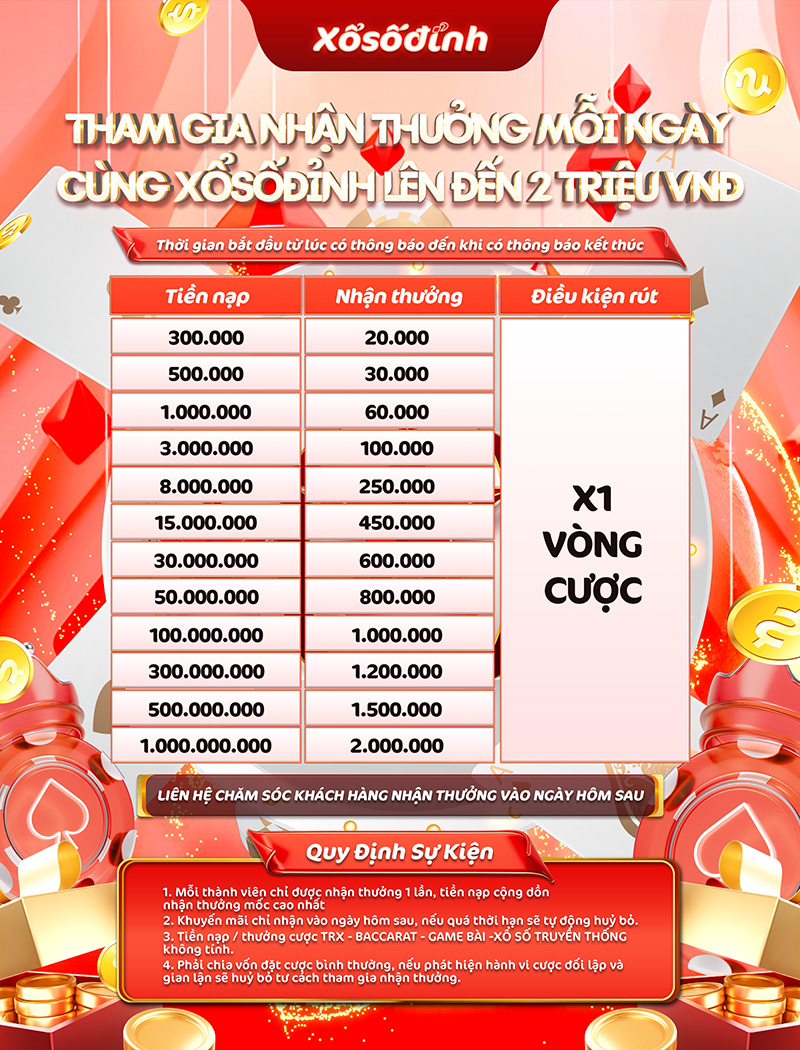 Xổsốđỉnh
THAM GIA NHẬN THƯỞNG MỖI NGÀY
CÙNG XỔSỐĐỈNH LÊN ĐẾN 2 TRIỆU VNĐ
Thời gian bắt đầu từ lúc có thông báo đến khi có thông báo kết thúc
Tiền nạp Nhận thưởng Điều kiện rút
300.000 20.000
500.000 30.000
1.000.000 60.000
3.000.000 100.000
8.000.000 250.000
15.000.000 450.000
30.000.000 600.000
50.000.000 800.000
100.000.000 1.000.000
300.000.000 1.200.000
500.000.000 1.500.000
1.000.000.000 2.000.000
X1
VÒNG
CƯỢC
LIÊN HỆ CHĂM SÓC KHÁCH HÀNG NHẬN THƯỞNG VÀO NGÀY HÔM SAU
Quy Định Sự Kiện
1. Mỗi thành viên chỉ được nhận thưởng 1 lần, tiền nạp cộng dồn
nhận thưởng mốc cao nhất
2. Khuyến mãi chỉ nhận vào ngày hôm sau, nếu quá thời hạn sẽ tự động huỷ bỏ.
3. Tiền nạp / thưởng cược TRX - BACCARAT - GAME BÀI -XỔ SỐ TRUYỀN THỐNG
không tính.
4. Phải chia vốn đặt cược bình thường, nếu phát hiện hành vi cược đối lập và
gian lận sẽ huỷ bỏ tư cách tham gia nhận thưởng.